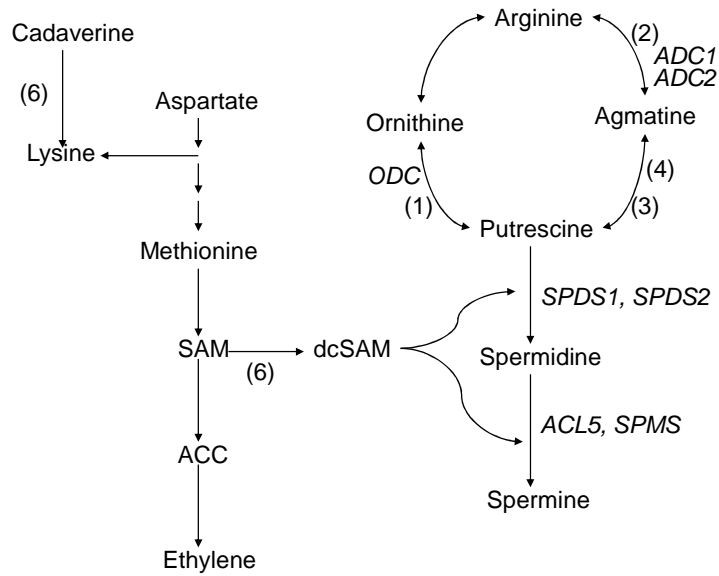 Cadaverine
(6)
Lysine
Aspartate
Methionine
SAM
(6)
dcSAM
ACC
Ethylene
Arginine
(2)
ADC1
ADC2
Ornithine
Agmatine
ODC
(1)
(4)
(3)
Putrescine
SPDS1, SPDS2
Spermidine
ACL5, SPMS
Spermine